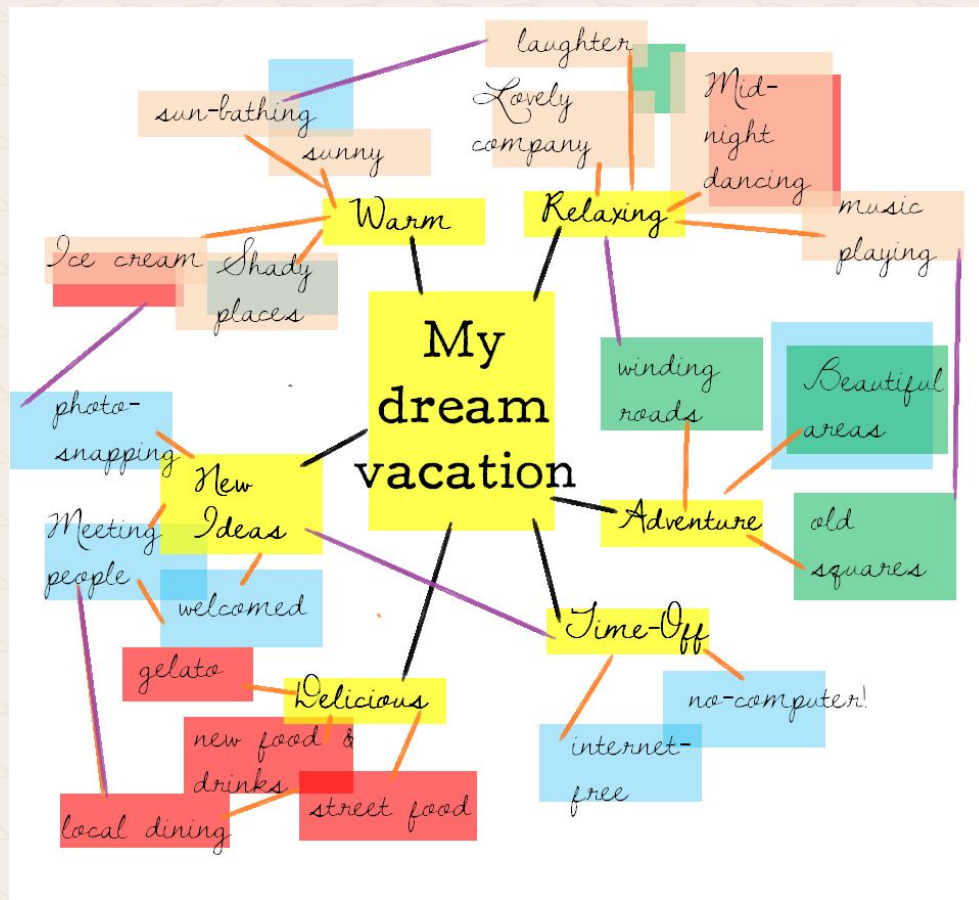 laughter
Lovely
company
Mid-
night
dancing
sun-bathing
sunny
Warm
Relaxing
music
playing
Ice cream
Shady
places
My
dream
vacation
winding
roads
Beautiful
areas
photo-
snapping
New
Ideas
Adventure
old
squares
Meeting
people
welcomed
Time-Off
gelato
Delicious
no-computer!
new food &
drinks
internet-
free
street food
local dining